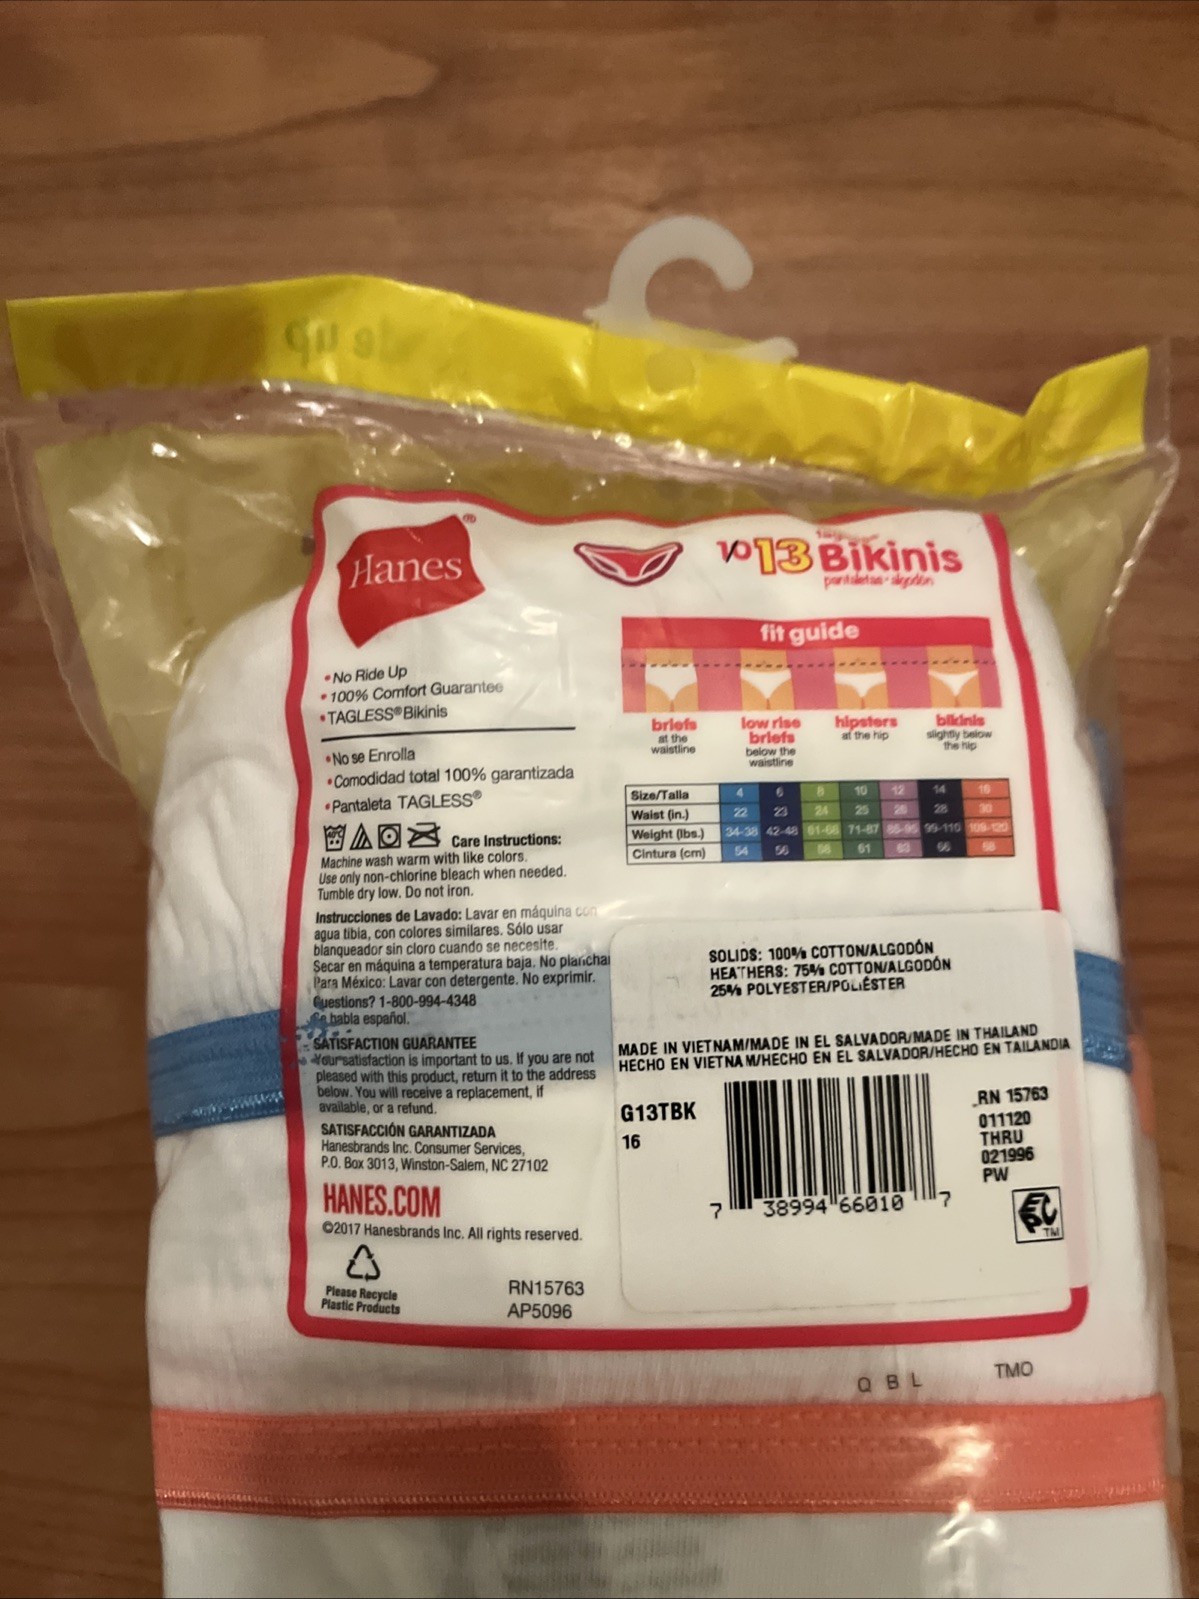 Hanes®
10 13 Bikinis
pantaletas • algodón
• No Ride Up
• 100% Comfort Guarantee
• TAGLESS® Bikinis
• No se Enrolla
• Comodidad total 100% garantizada
• Pantaleta TAGLESS®
40°C
Care Instructions:
Machine wash warm with like colors.
Use only non-chlorine bleach when needed.
Tumble dry low. Do not iron.
Instrucciones de Lavado: Lavar en máquina con
agua tibia, con colores similares. Sólo usar
blanqueador sin cloro cuando se necesite.
Secar en máquina a temperatura baja. No planchar
Para México: Lavar con detergente. No exprimir.
Questions? 1-800-994-4348
Se habla español.
SATISFACTION GUARANTEE
Your satisfaction is important to us. If you are not
pleased with this product, return it to the address
below. You will receive a replacement, if
available, or a refund.
SATISFACCIÓN GARANTIZADA
Hanesbrands Inc. Consumer Services,
P.O. Box 3013, Winston-Salem, NC 27102
HANES.COM
©2017 Hanesbrands Inc. All rights reserved.
Please Recycle
Plastic Products
RN15763
AP5096
fit guide
briefs
at the
waistline
low rise
briefs
below the
waistline
hipsters
at the hip
bikinis
slightly below
the hip
Size/Talla 4 6 8 10 12 14 16
Waist (in.) 22 23 24 25 26 28 30
Weight (lbs.) 34-38 42-48 51-66 71-87 85-95 99-110 109-120
Cintura (cm) 54 56 58 61 63 66 68
SOLIDS: 100% COTTON/ALGODÓN
HEATHERS: 75% COTTON/ALGODÓN
25% POLYESTER/POLIÉSTER
MADE IN VIETNAM/MADE IN EL SALVADOR/MADE IN THAILAND
HECHO EN VIETNAM/HECHO EN EL SALVADOR/HECHO EN TAILANDIA
G13TBK
16
RN 15763
011120
THRU
021996
PW
7 38994 66010 7
EPC
TM
Q B L
TMO